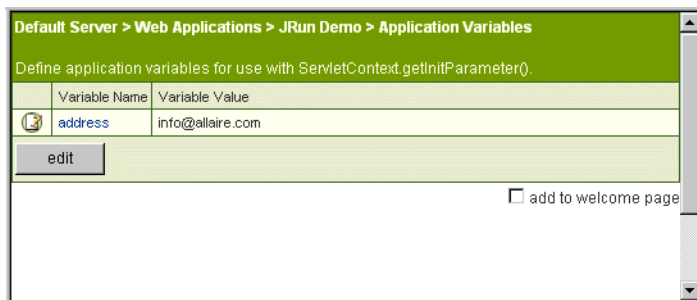 Default Server > Web Applications > JRun Demo > Application Variables
Define application variables for use with ServletContext.getInitParameter().
Variable Name Variable Value
address info@allaire.com
edit
add to welcome page